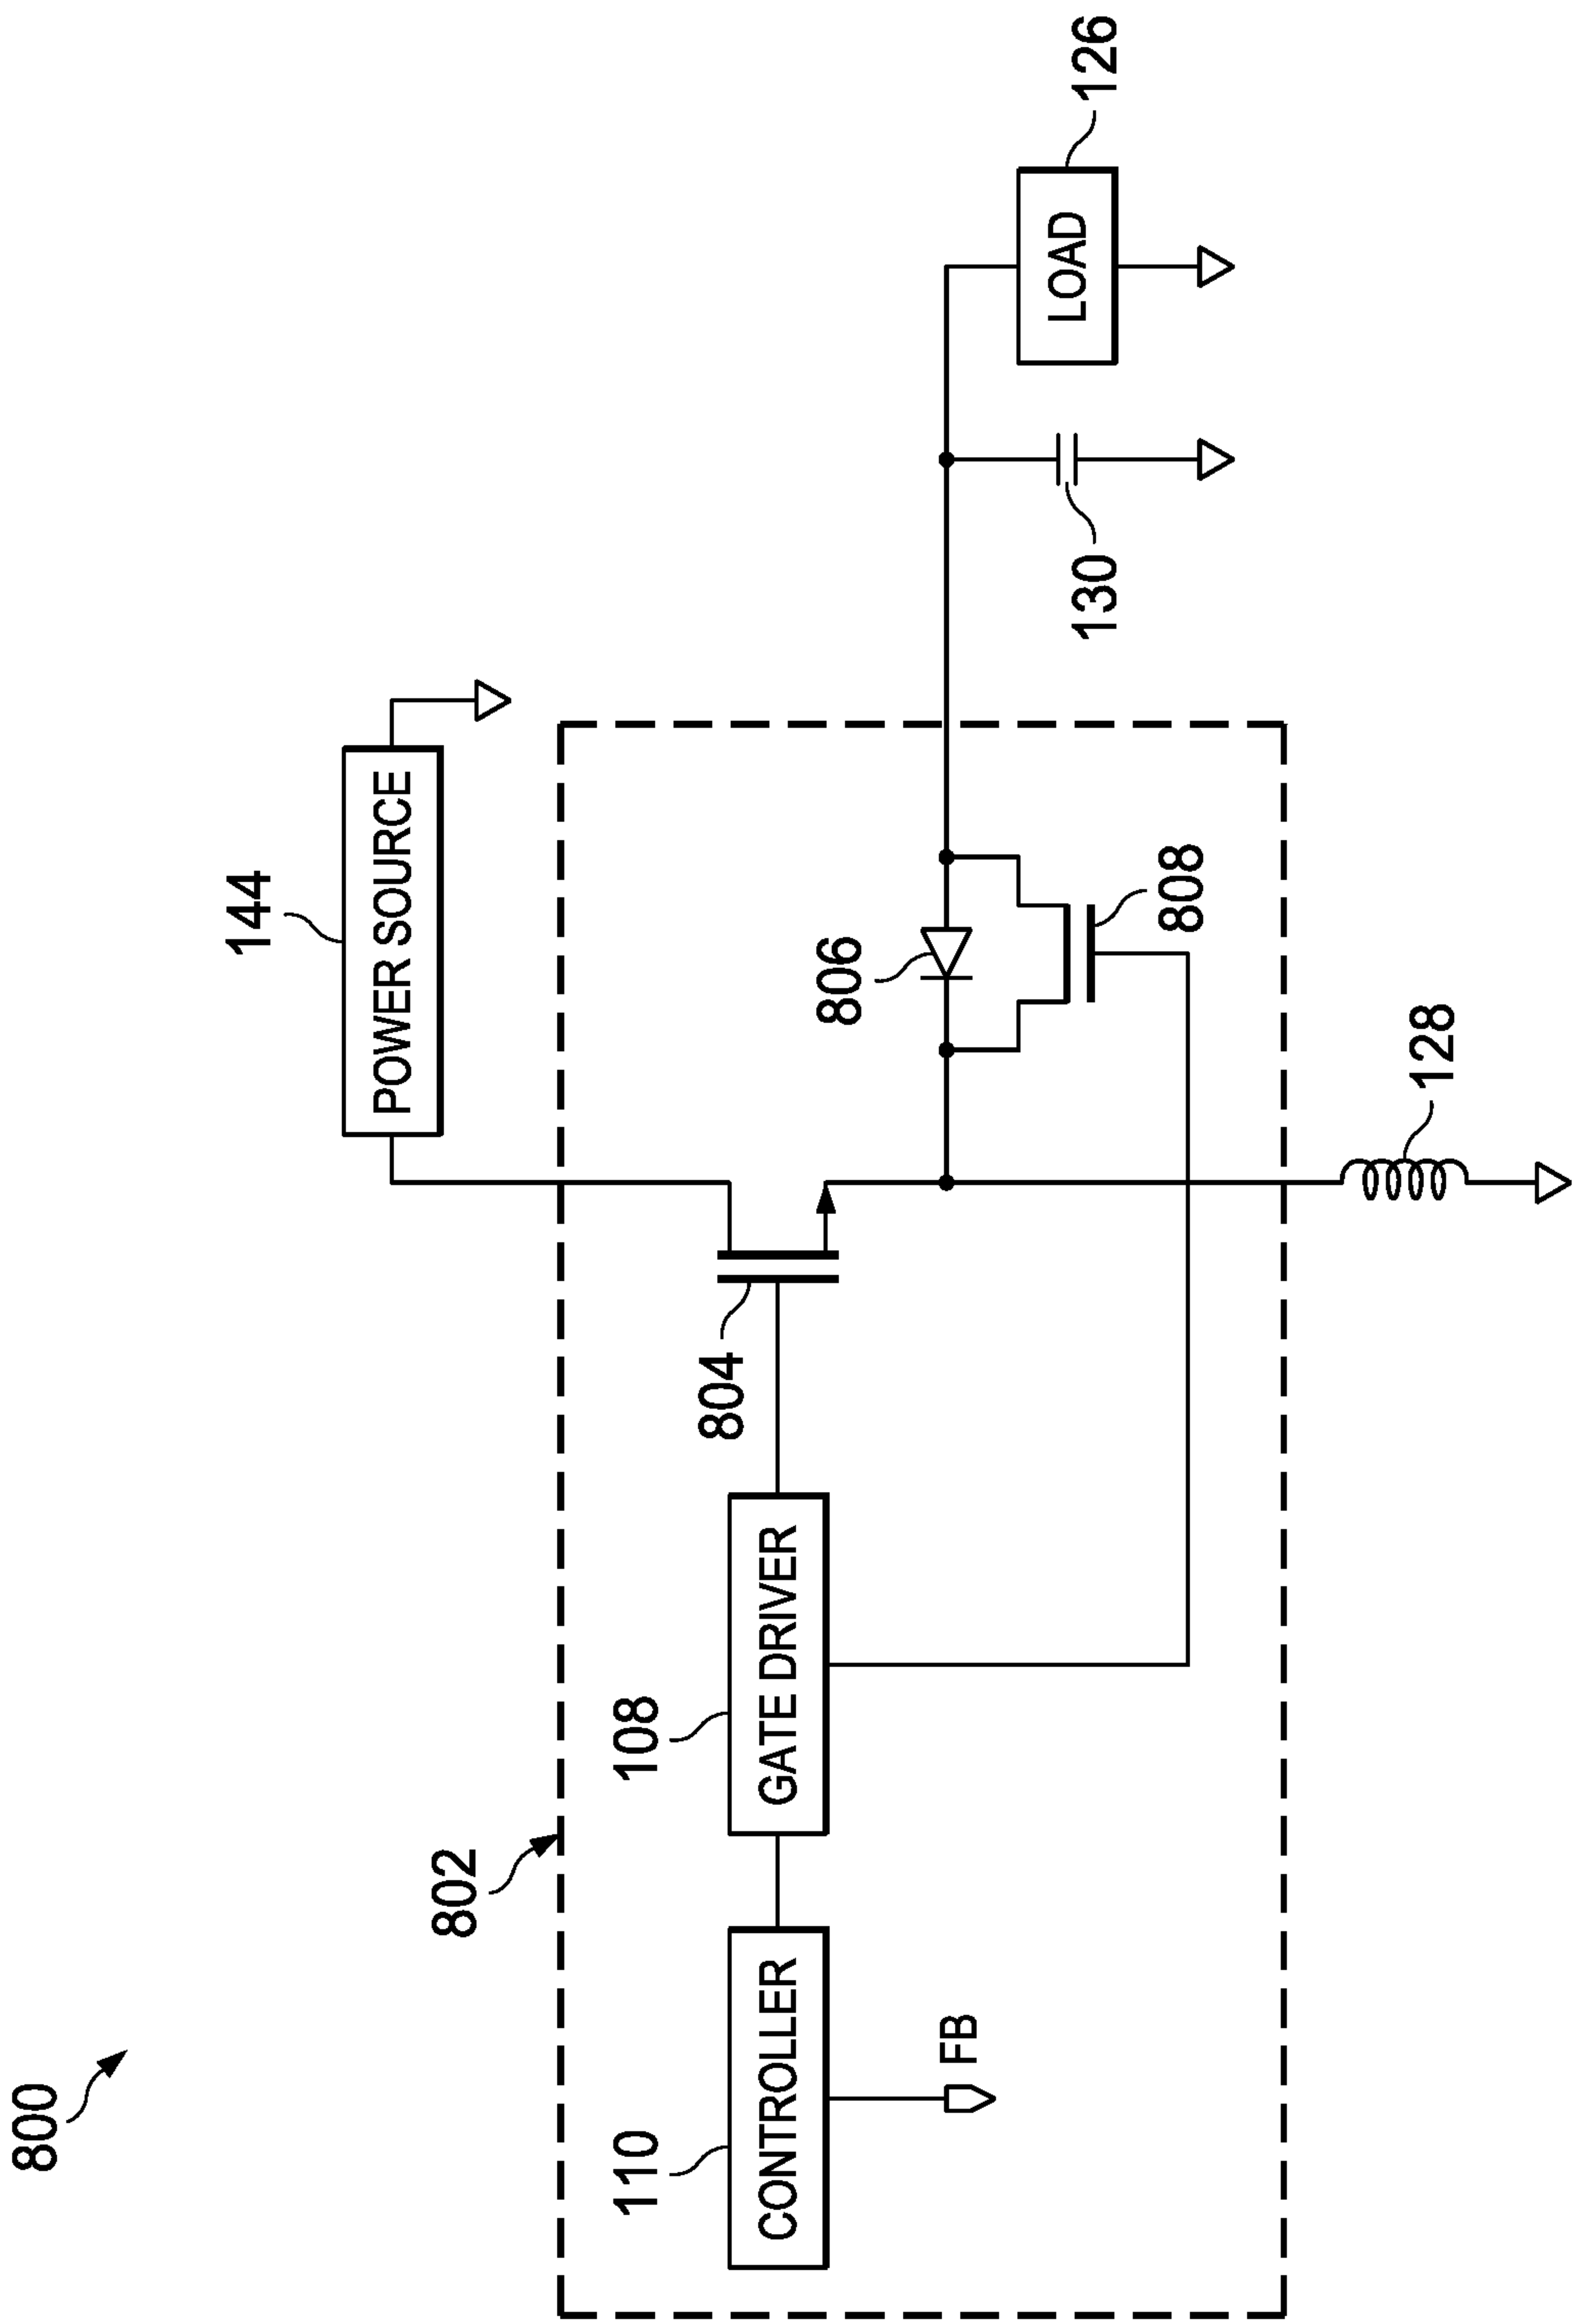 800
144
POWER SOURCE
802
110
CONTROLLER
108
GATE DRIVER
804
806
808
FB
128
130
LOAD
126